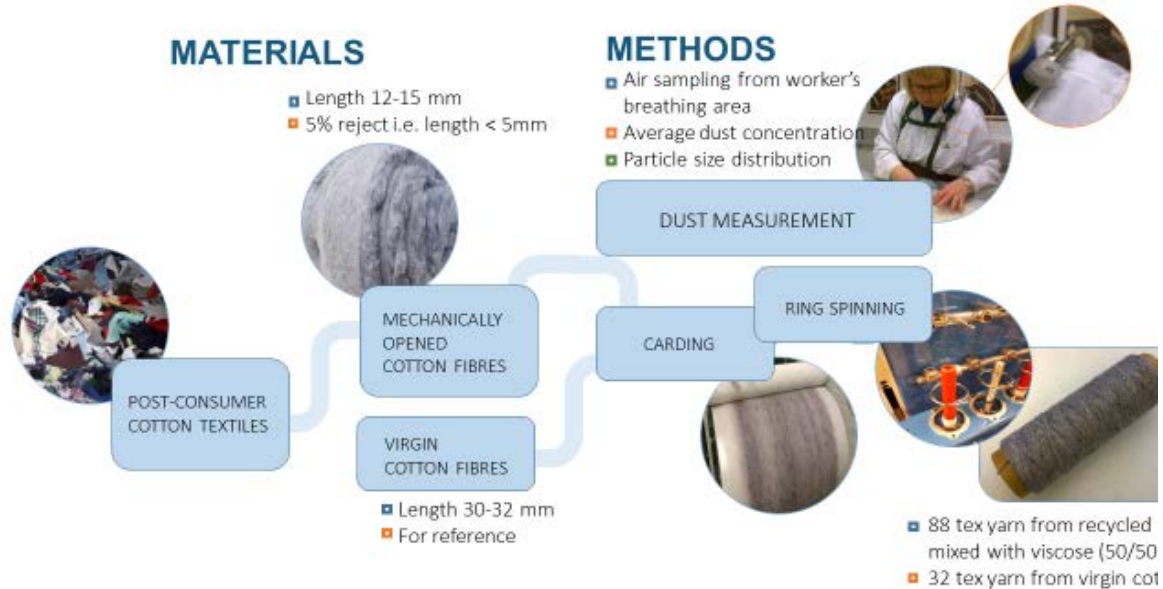 MATERIALS
Length 12-15 mm
5% reject i.e. length < 5mm
POST-CONSUMER
COTTON TEXTILES
MECHANICALLY
OPENED
COTTON FIBRES
VIRGIN
COTTON FIBRES
Length 30-32 mm
For reference
METHODS
Air sampling from worker's
breathing area
Average dust concentration
Particle size distribution
DUST MEASUREMENT
CARDING
RING SPINNING
88 tex yarn from recycled
mixed with viscose (50/50
32 tex yarn from virgin cot